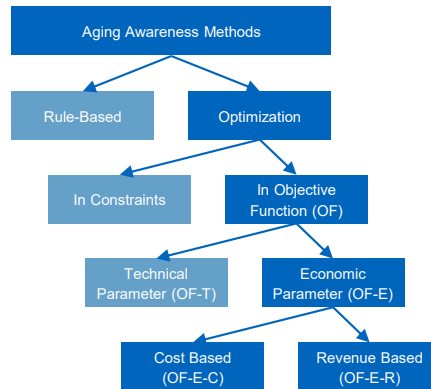 Aging Awareness Methods
Rule-Based
Optimization
In Constraints
In Objective
Function (OF)
Technical
Parameter (OF-T)
Economic
Parameter (OF-E)
Cost Based
(OF-E-C)
Revenue Based
(OF-E-R)